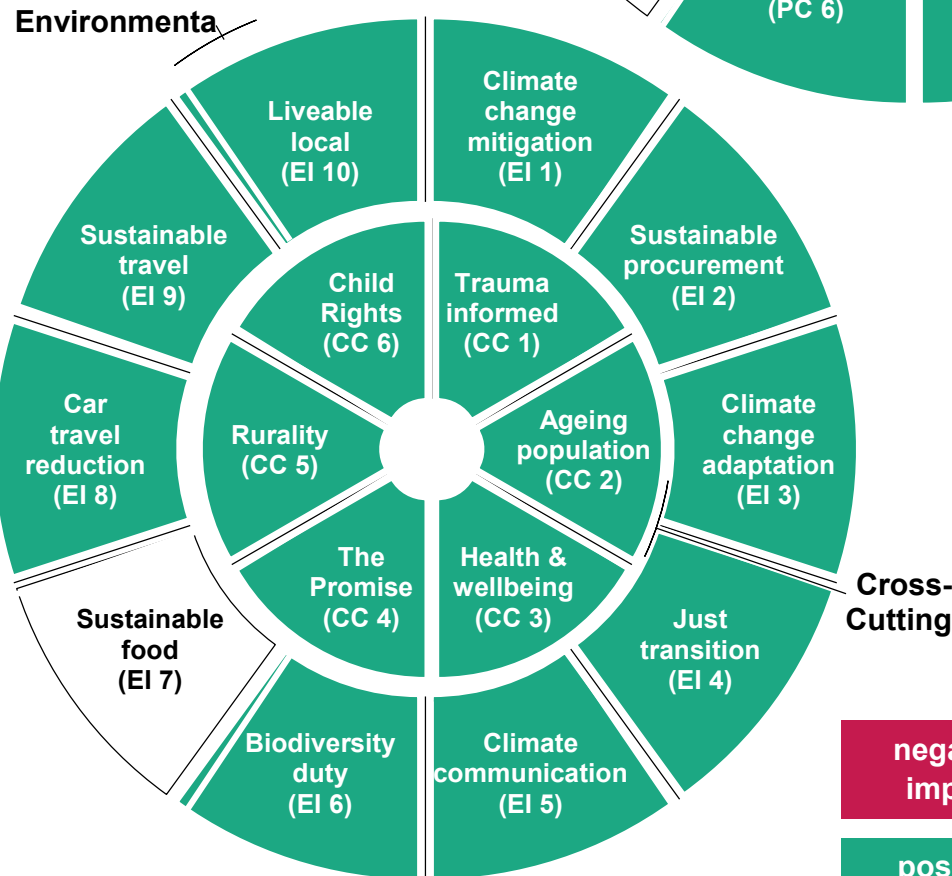 Environmenta
(PC 6)
Liveable
local
(EI 10)
Climate
change
mitigation
(EI 1)
Sustainable
travel
(EI 9)
Sustainable
procurement
(EI 2)
Child
Rights
(CC 6)
Trauma
informed
(CC 1)
Car
travel
reduction
(EI 8)
Rurality
(CC 5)
Ageing
population
(CC 2)
Climate
change
adaptation
(EI 3)
The
Promise
(CC 4)
Health &
wellbeing
(CC 3)
Cross-
Cutting
Sustainable
food
(EI 7)
Just
transition
(EI 4)
Biodiversity
duty
(EI 6)
Climate
communication
(EI 5)
nega
imp
pos